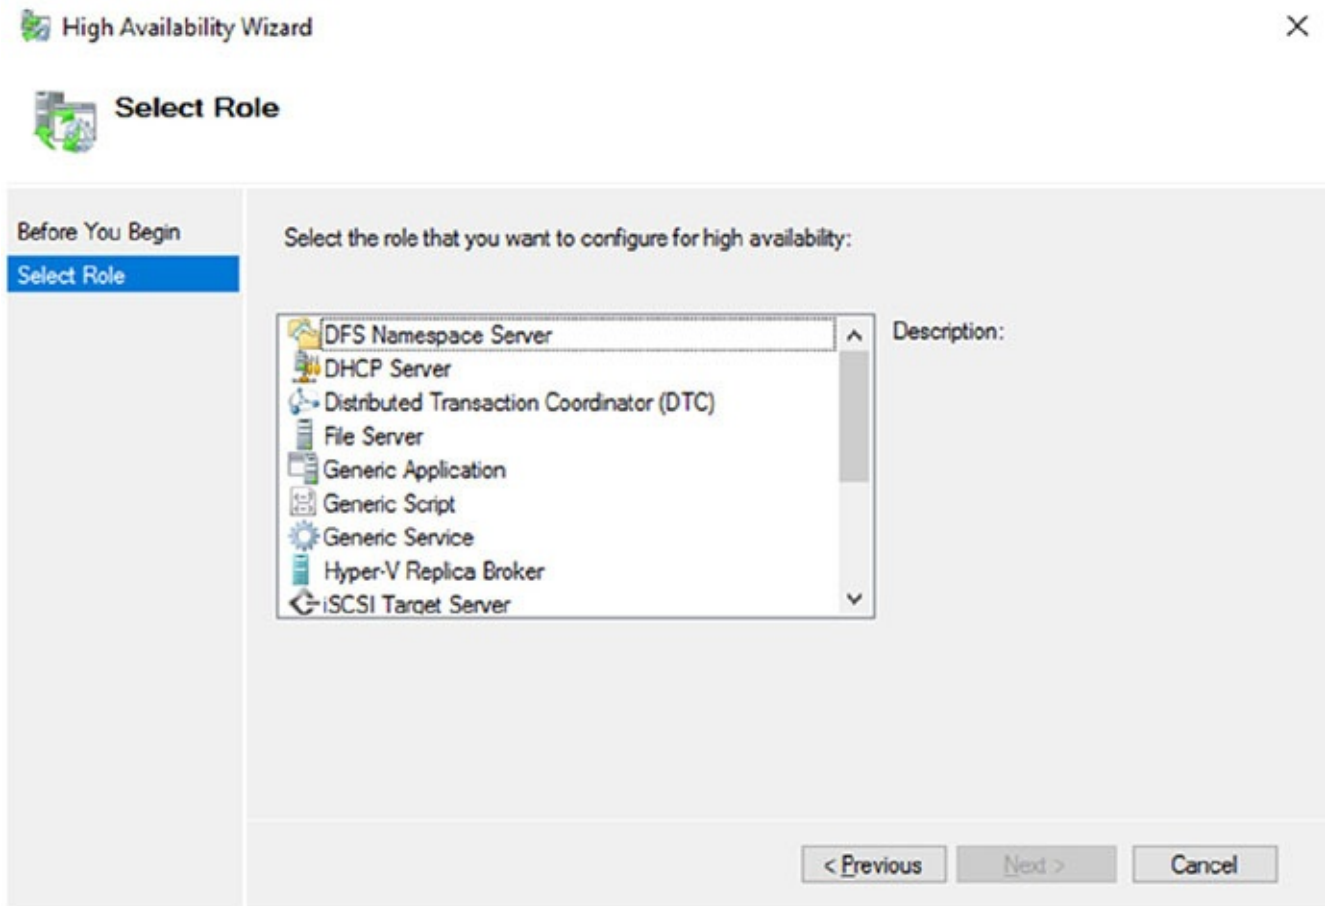 High Availability Wizard
Select Role
Before You Begin
Select Role
Select the role that you want to configure for high availability:
DFS Namespace Server
DHCP Server
Distributed Transaction Coordinator (DTC)
File Server
Generic Application
Generic Script
Generic Service
Hyper-V Replica Broker
iSCSI Target Server
Description:
< Previous
Next >
Cancel